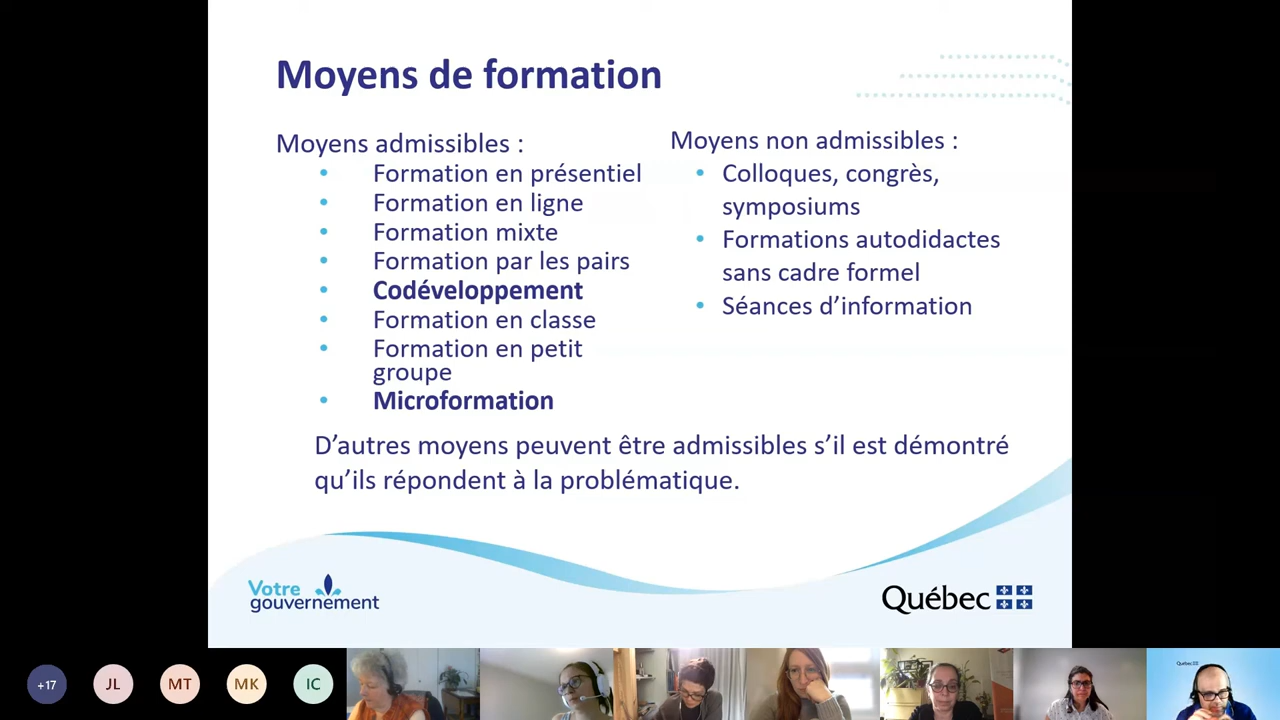 Moyens de formation
Moyens admissibles :
• Formation en présentiel
• Formation en ligne
• Formation mixte
• Formation par les pairs
• Codéveloppement
• Formation en classe
• Formation en petit
groupe
• Microformation
Moyens non admissibles :
• Colloques, congrès,
symposiums
• Formations autodidactes
sans cadre formel
• Séances d’information
D’autres moyens peuvent être admissibles s’il est démontré
qu’ils répondent à la problématique.
Votre
gouvernement
Québec
+17
JL
MT
MK
IC
Québec